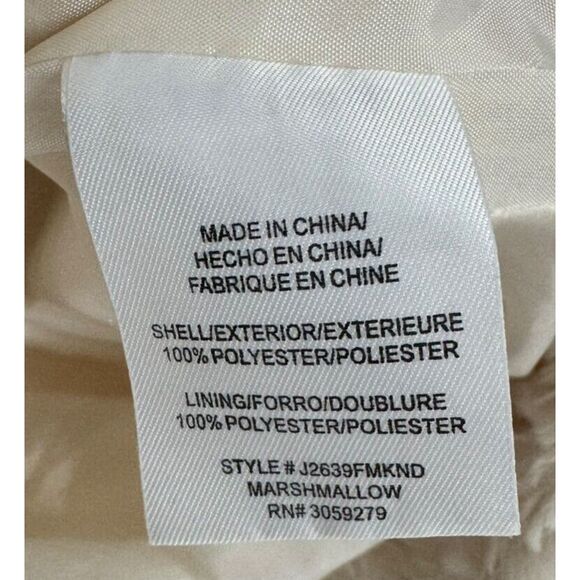 MADE IN CHINA/
HECHO EN CHINA/
FABRIQUE EN CHINE
SHELL/EXTERIOR/EXTERIEURE
100% POLYESTER/POLIESTER
LINING/FORRO/DOUBLURE
100% POLYESTER/POLIESTER
STYLE # J2639FMKND
MARSHMALLOW
RN# 3059279